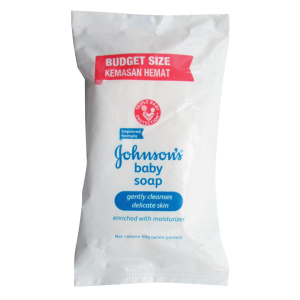 BUDGET SIZE
KEMASAN HEMAT
improved
formula
Johnson's
baby
soap
gently cleanses
delicate skin
enriched with moisturizer